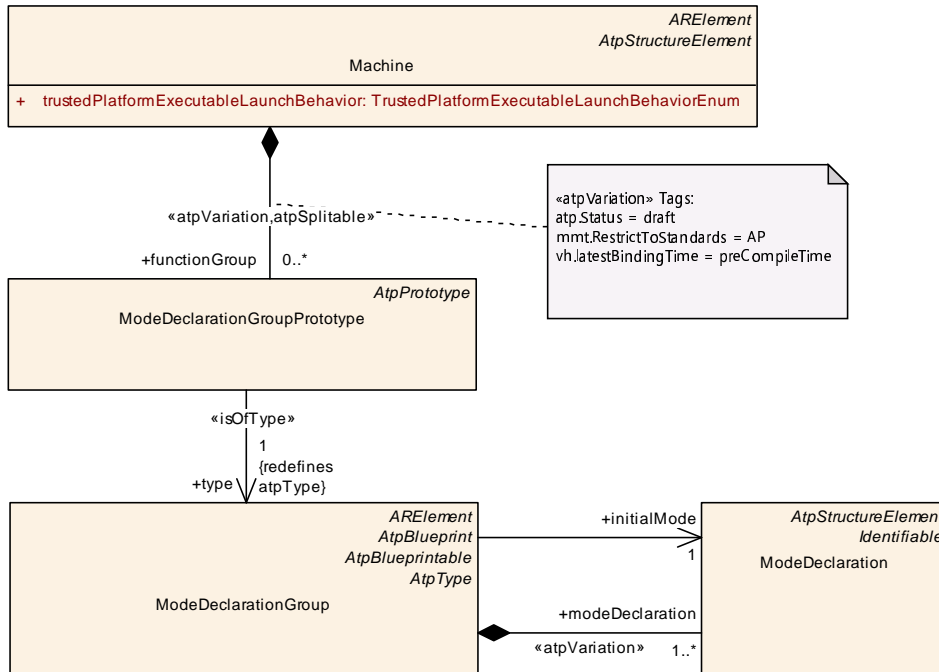 ARElement
AtpStructureElement
Machine
+ trustedPlatformExecutableLaunchBehavior: TrustedPlatformExecutableLaunchBehaviorEnum
«atpVariation» Tags:
atp.Status = draft
mmt.RestrictToStandards = AP
vh.latestBindingTime = preCompileTime
«atpVariation,atpSplitable»
+functionGroup 0..*
AtpPrototype
ModeDeclarationGroupPrototype
«isOfType»
1
{redefines
+type atpType}
ARElement
AtpBlueprint
AtpBlueprintable
AtpType
ModeDeclarationGroup
+initialMode
1
+modeDeclaration
«atpVariation» 1..*
AtpStructureElemen
Identifiable
ModeDeclaration